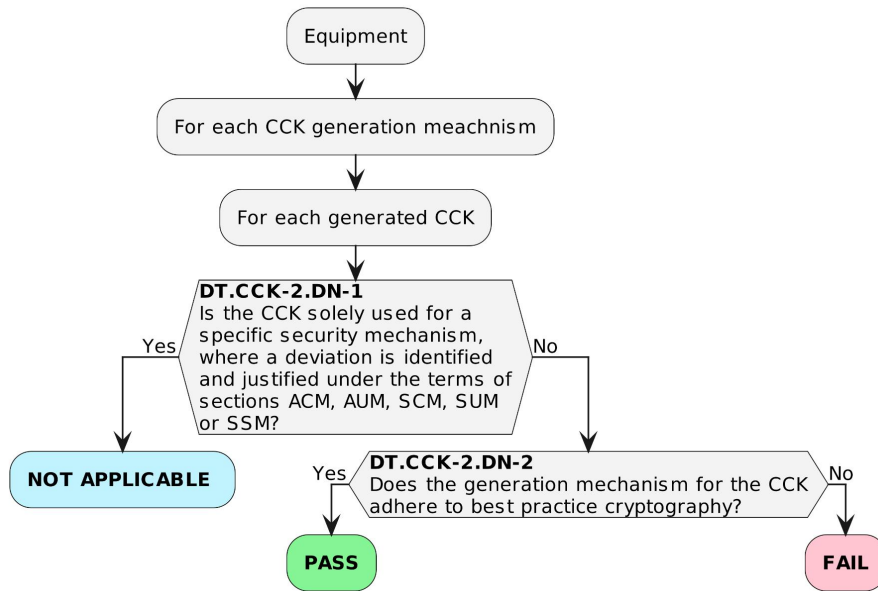 Equipment
For each CCK generation meachnism
For each generated CCK
DT.CCK-2.DN-1
Is the CCK solely used for a
specific security mechanism,
where a deviation is identified
and justified under the terms of
sections ACM, AUM, SCM, SUM
or SSM?
Yes
No
NOT APPLICABLE
DT.CCK-2.DN-2
Does the generation mechanism for the CCK
adhere to best practice cryptography?
Yes
No
PASS
FAIL